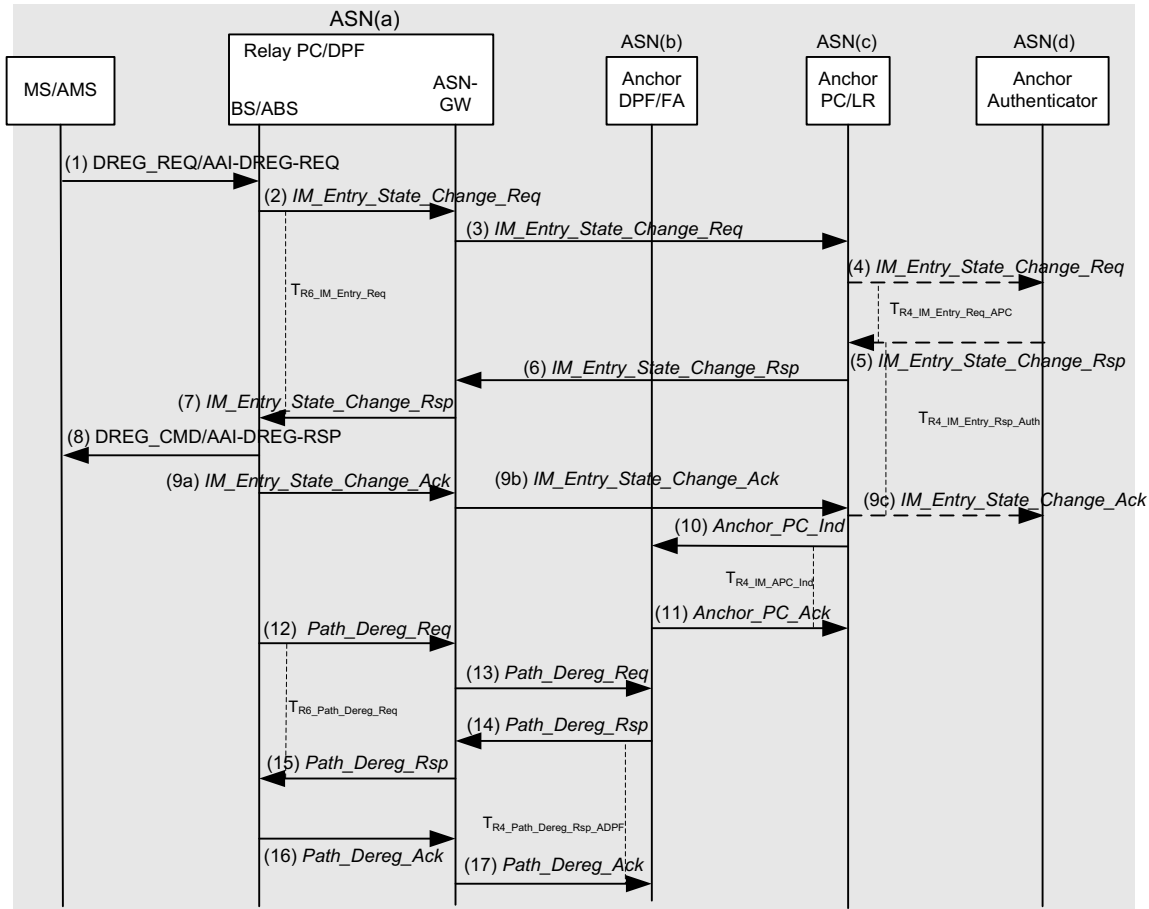 ASN(a)
ASN(b)
ASN(c)
ASN(d)
MS/AMS
Relay PC/DPF
BS/ABS
ASN-
GW
Anchor
DPF/FA
Anchor
PC/LR
Anchor
Authenticator
(1) DREG_REQ/AAI-DREG-REQ
(2) IM_Entry_State_Change_Req
(3) IM_Entry_State_Change_Req
(4) IM_Entry_State_Change_Req
TR6_IM_Entry_Req
TR4_IM_Entry_Req_APC
(5) IM_Entry_State_Change_Rsp
(6) IM_Entry_State_Change_Rsp
(7) IM_Entry_State_Change_Rsp
TR4_IM_Entry_Rsp_Auth
(8) DREG_CMD/AAI-DREG-RSP
(9a) IM_Entry_State_Change_Ack
(9b) IM_Entry_State_Change_Ack
(9c) IM_Entry_State_Change_Ack
(10) Anchor_PC_Ind
TR4_IM_APC_Ind
(11) Anchor_PC_Ack
(12) Path_Dereg_Req
(13) Path_Dereg_Req
TR6_Path_Dereg_Req
(14) Path_Dereg_Rsp
(15) Path_Dereg_Rsp
TR4_Path_Dereg_Rsp_ADPF
(16) Path_Dereg_Ack
(17) Path_Dereg_Ack